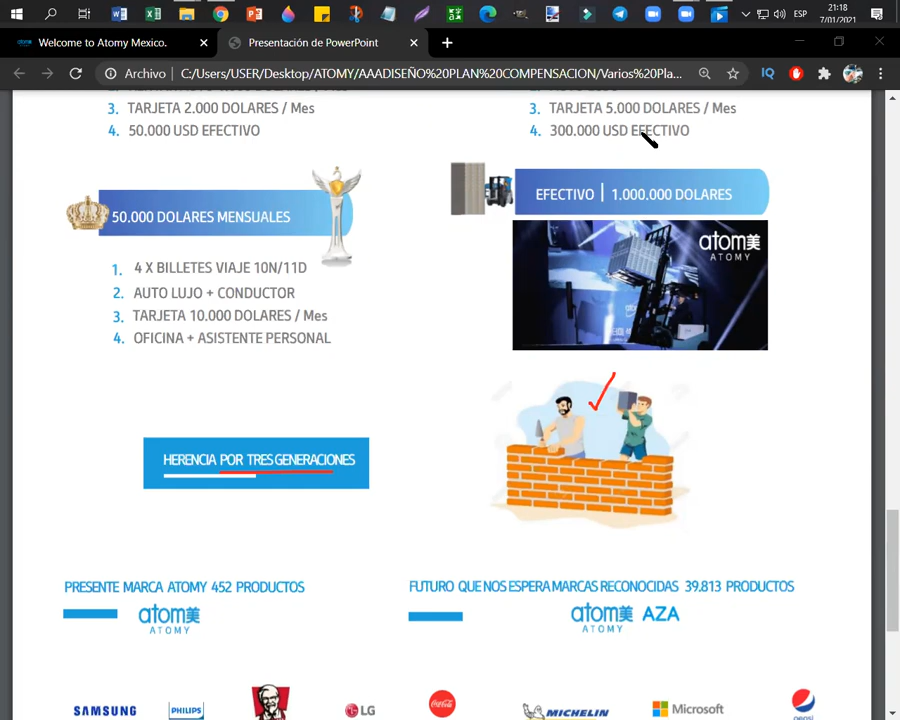 21:18
ESP
7/01/2021
Welcome to Atomy Mexico.
Presentación de PowerPoint
Archivo
C:/Users/USER/Desktop/ATOMY/AAADISEÑO%20PLAN%20COMPENSACION/Varios%20Pla...
3. TARJETA 2.000 DOLARES / Mes
4. 50.000 USD EFECTIVO
3. TARJETA 5.000 DOLARES / Mes
4. 300.000 USD EFECTIVO
50.000 DOLARES MENSUALES
1. 4 X BILLETES VIAJE 10N/11D
2. AUTO LUJO + CONDUCTOR
3. TARJETA 10.000 DOLARES / Mes
4. OFICINA + ASISTENTE PERSONAL
EFECTIVO | 1.000.000 DOLARES
atom美
ATOMY
HERENCIA POR TRES GENERACIONES
PRESENTE MARCA ATOMY 452 PRODUCTOS
atom美
ATOMY
FUTURO QUE NOS ESPERA MARCAS RECONOCIDAS 39.813 PRODUCTOS
atom美 AZA
ATOMY
SAMSUNG
PHILIPS
KFC
LG
Coca-Cola
MICHELIN
Microsoft
pepsi